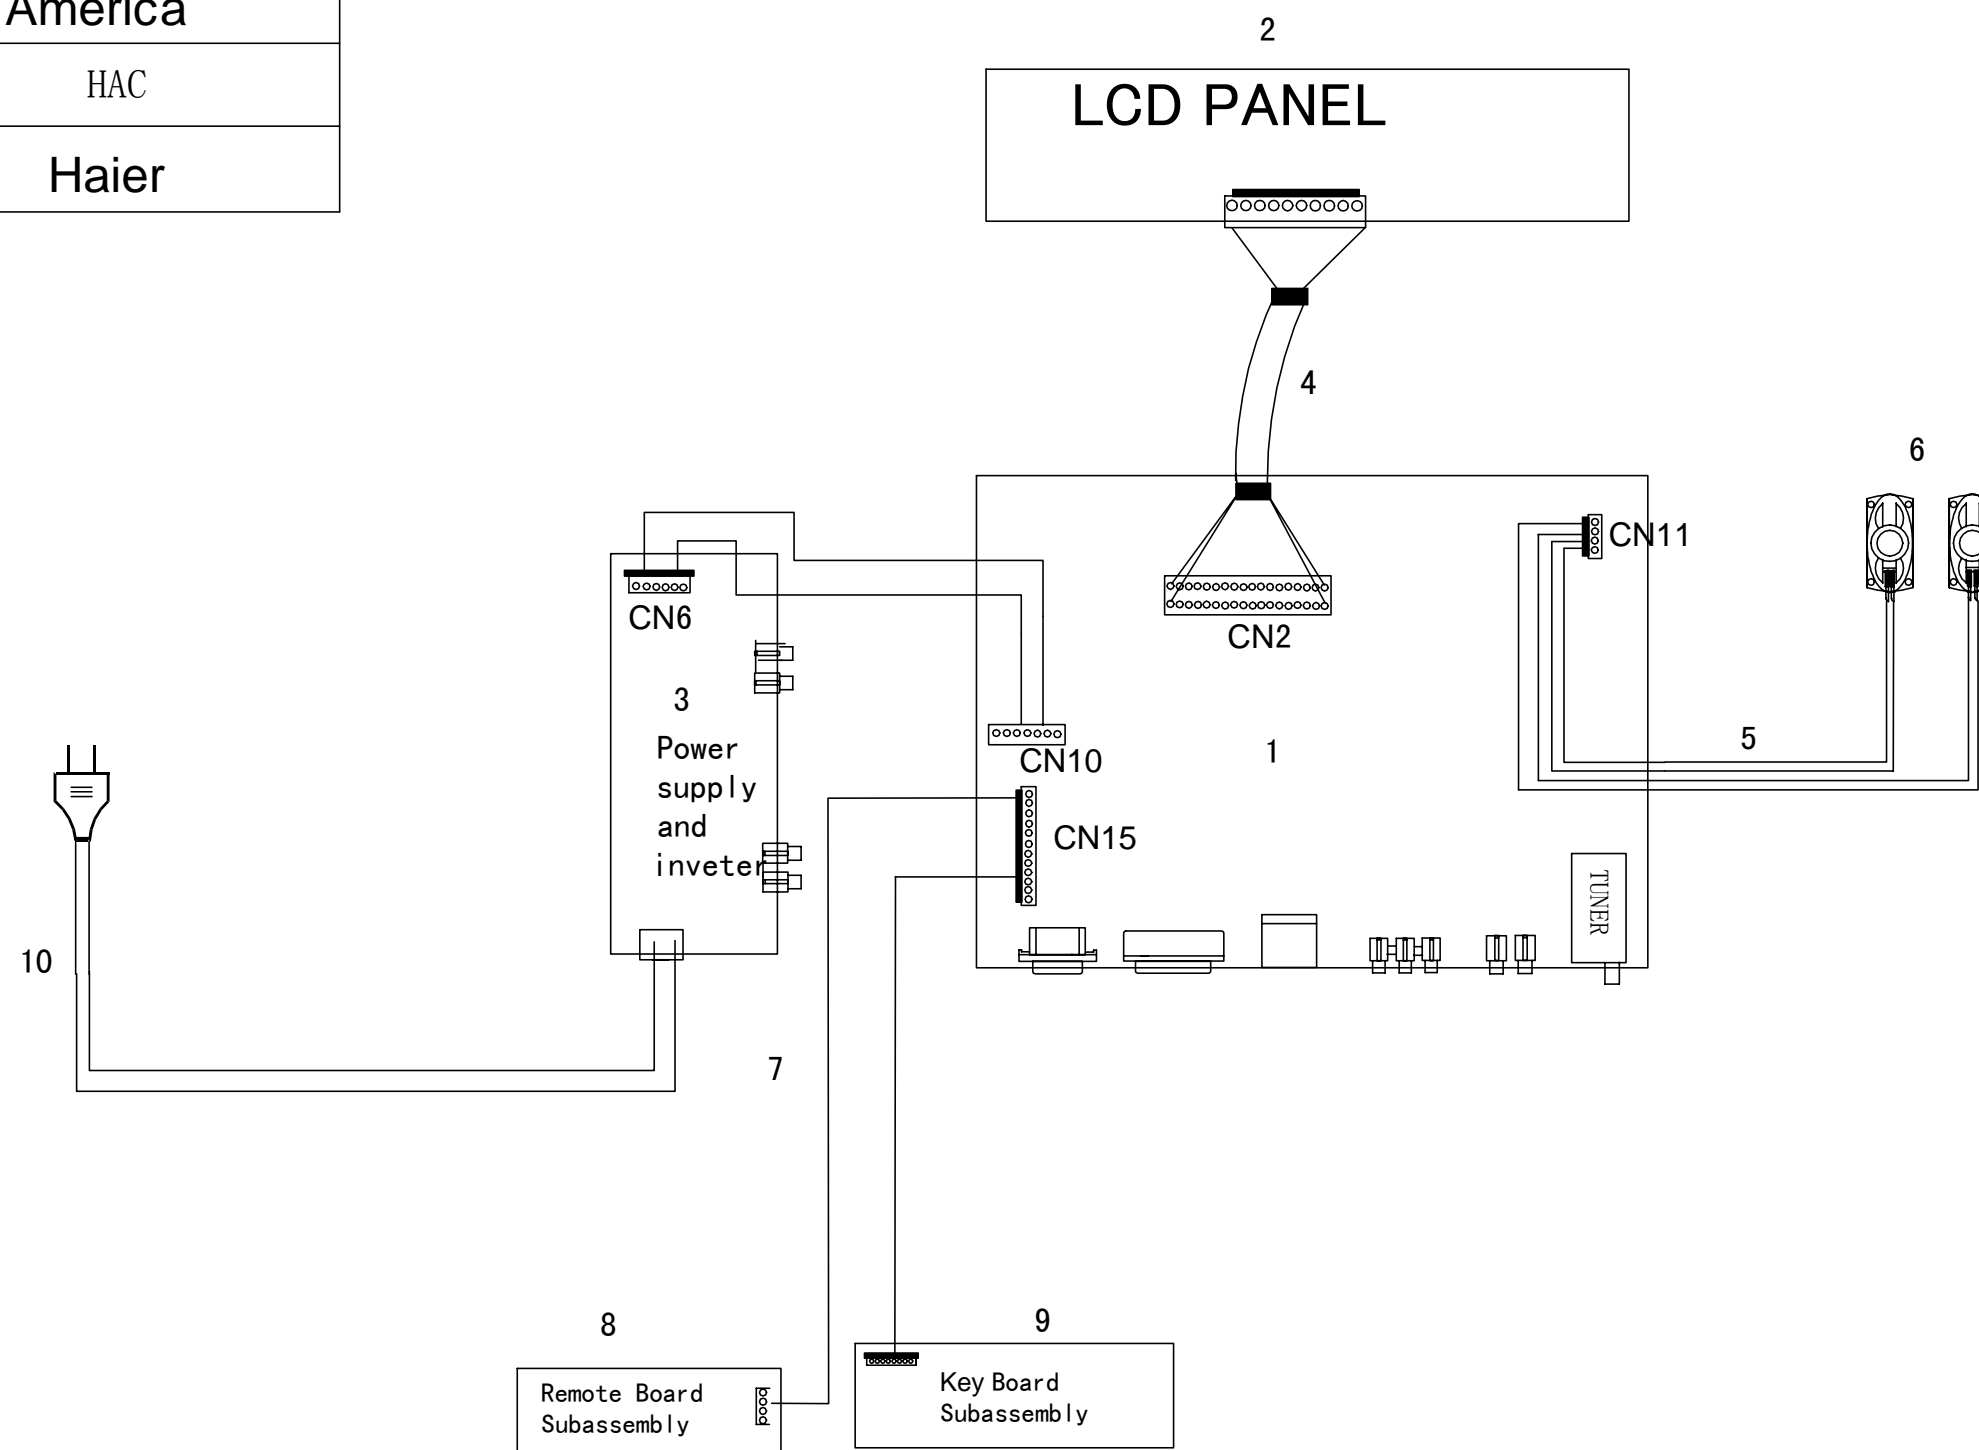 America
HAC
Haier
2
LCD PANEL
4
6
CN11
CN6
CN2
3
Power
supply
and
inveter
1
5
CN10
CN15
TUNER
10
7
8
9
Remote Board
Subassembly
Key Board
Subassembly